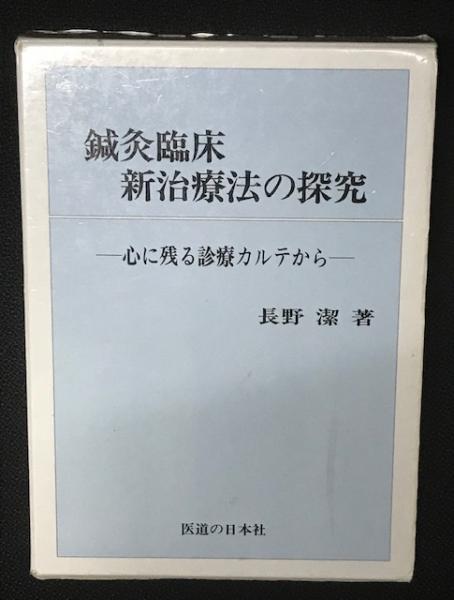 鍼灸臨床
新治療法の探究
―心に残る診療カルテから―
長野 潔 著
医道の日本社